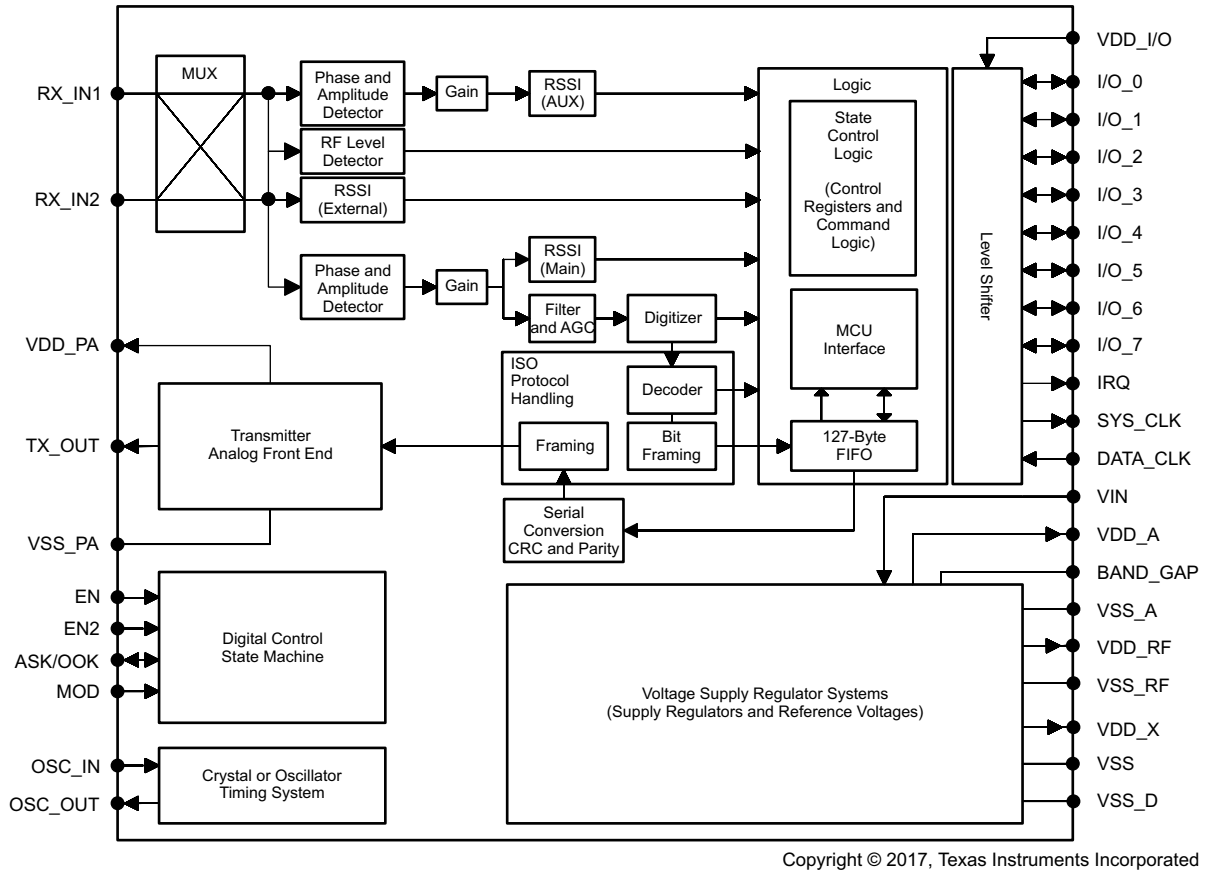 VDD_I/O
MUX
Phase and
Amplitude
Detector
Gain
RSSI
(AUX)
Logic
RX_IN1
I/O_0
State
Control
Logic
(Control
Registers and
Command
Logic)
I/O_1
RF Level
Detector
I/O_2
RX_IN2
RSSI
(External)
I/O_3
I/O_4
RSSI
(Main)
Level Shifter
Phase and
Amplitude
Detector
Gain
I/O_5
Filter
and AGC
Digitizer
I/O_6
MCU
Interface
VDD_PA
I/O_7
ISO
Protocol
Handling
Decoder
IRQ
SYS_CLK
Transmitter
Analog Front End
TX_OUT
Framing
Bit
Framing
127-Byte
FIFO
DATA_CLK
VIN
Serial
Conversion
CRC and Parity
VSS_PA
VDD_A
BAND_GAP
EN
VSS_A
EN2
Digital Control
State Machine
ASK/OOK
VDD_RF
MOD
VSS_RF
Voltage Supply Regulator Systems
(Supply Regulators and Reference Voltages)
VDD_X
OSC_IN
Crystal or Oscillator
Timing System
VSS
OSC_OUT
VSS_D
Copyright © 2017, Texas Instruments Incorporated